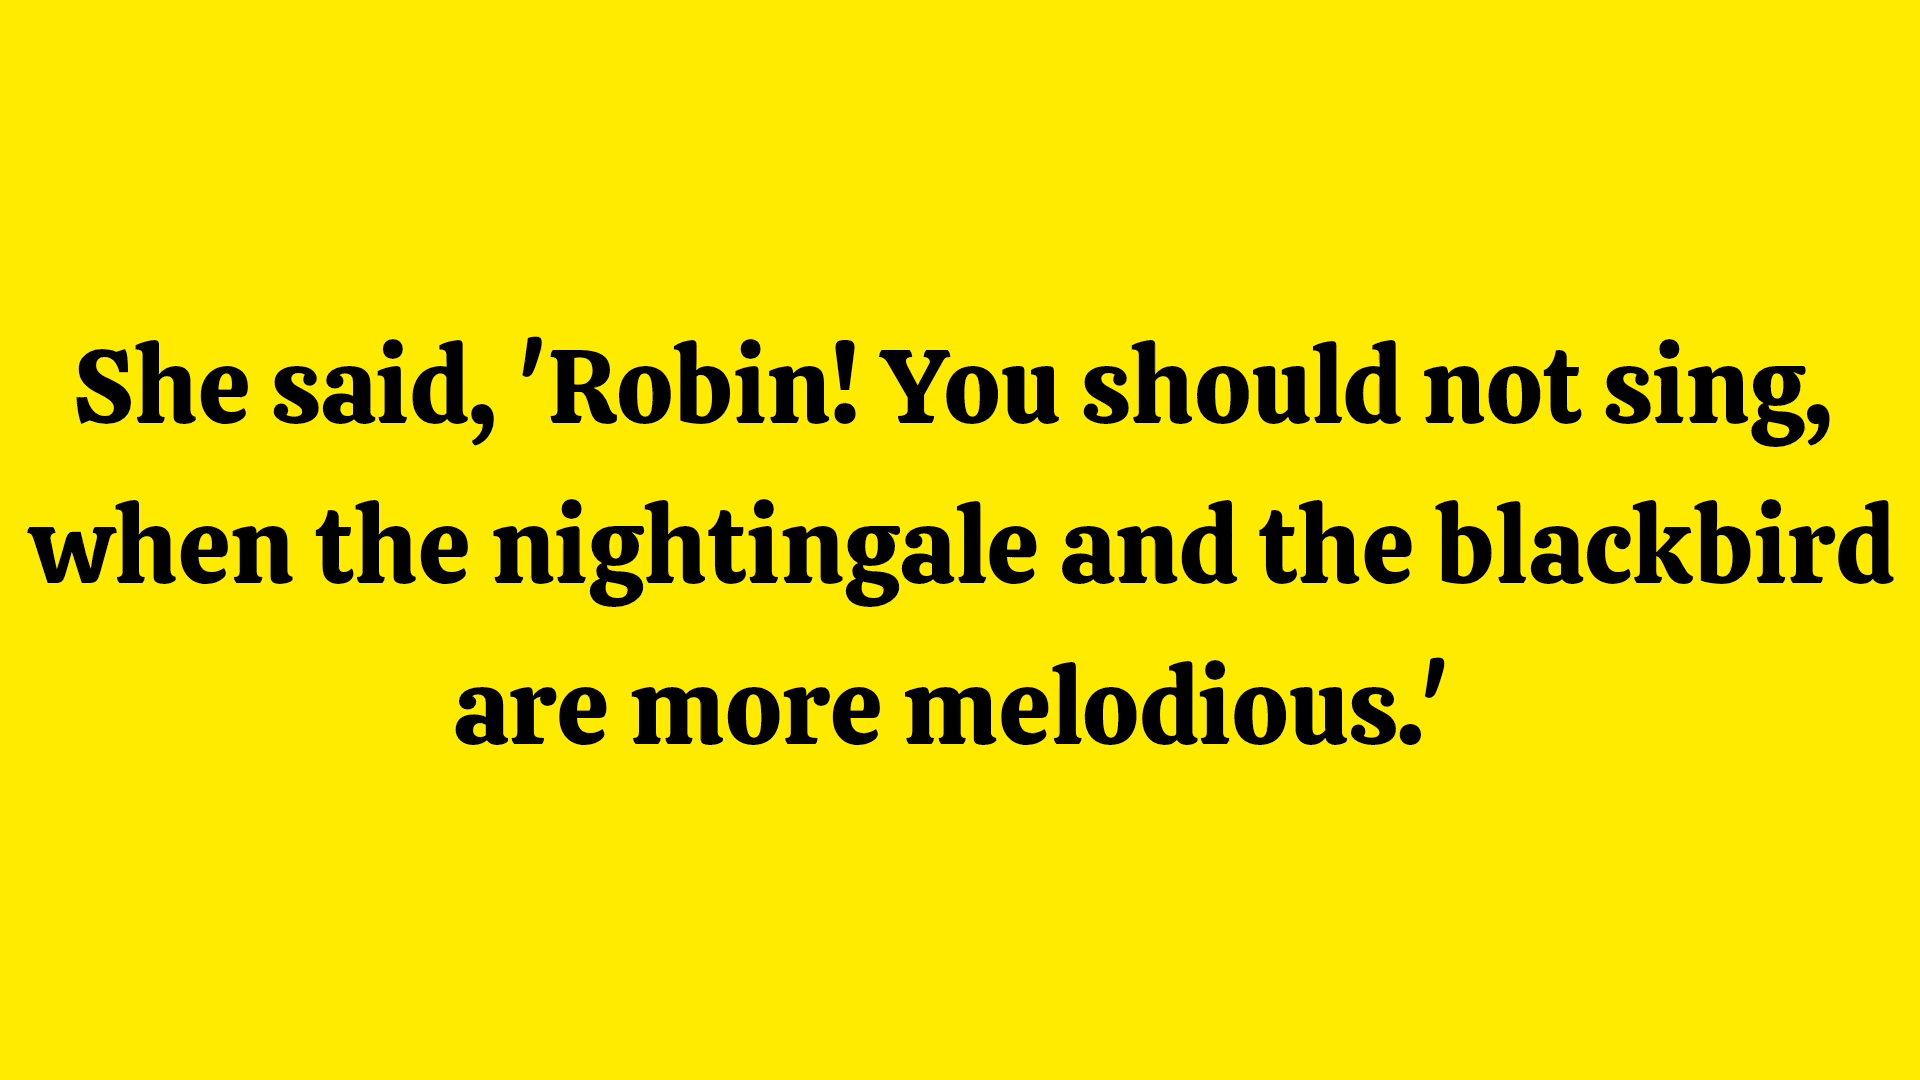 She said, 'Robin! You should not sing,
when the nightingale and the blackbird
are more melodious.'